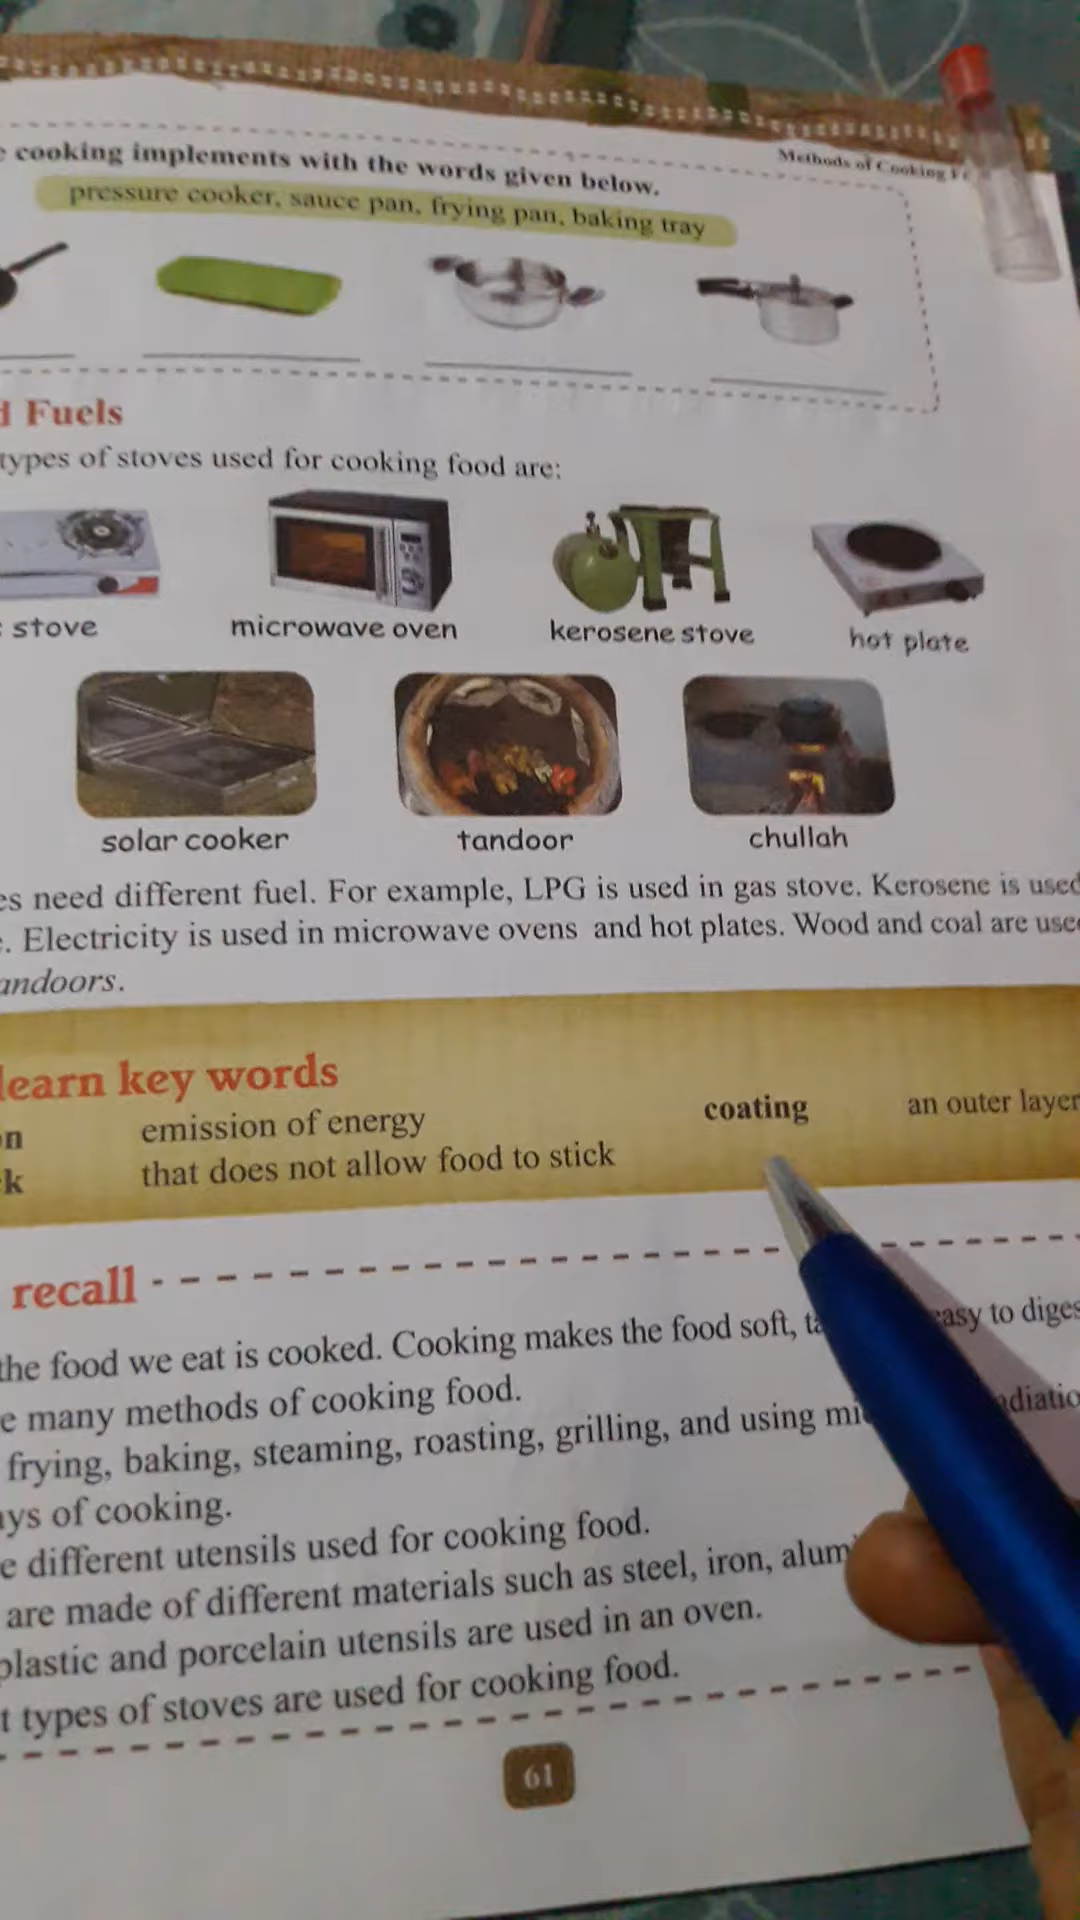 Methods of Cooking
cooking implements with the words given below.
pressure cooker, sauce pan, frying pan, baking tray
Fuels
types of stoves used for cooking food are:
stove microwave oven kerosene stove hot plate
solar cooker tandoor chullah
es need different fuel. For example, LPG is used in gas stove. Kerosene is used
. Electricity is used in microwave ovens and hot plates. Wood and coal are use
andoors.
learn key words
on emission of energy coating an outer layer
k that does not allow food to stick
recall
the food we eat is cooked. Cooking makes the food soft, easy to diges
e many methods of cooking food.
frying, baking, steaming, roasting, grilling, and using mi diatio
ys of cooking.
e different utensils used for cooking food.
are made of different materials such as steel, iron, alum
plastic and porcelain utensils are used in an oven.
t types of stoves are used for cooking food.
61